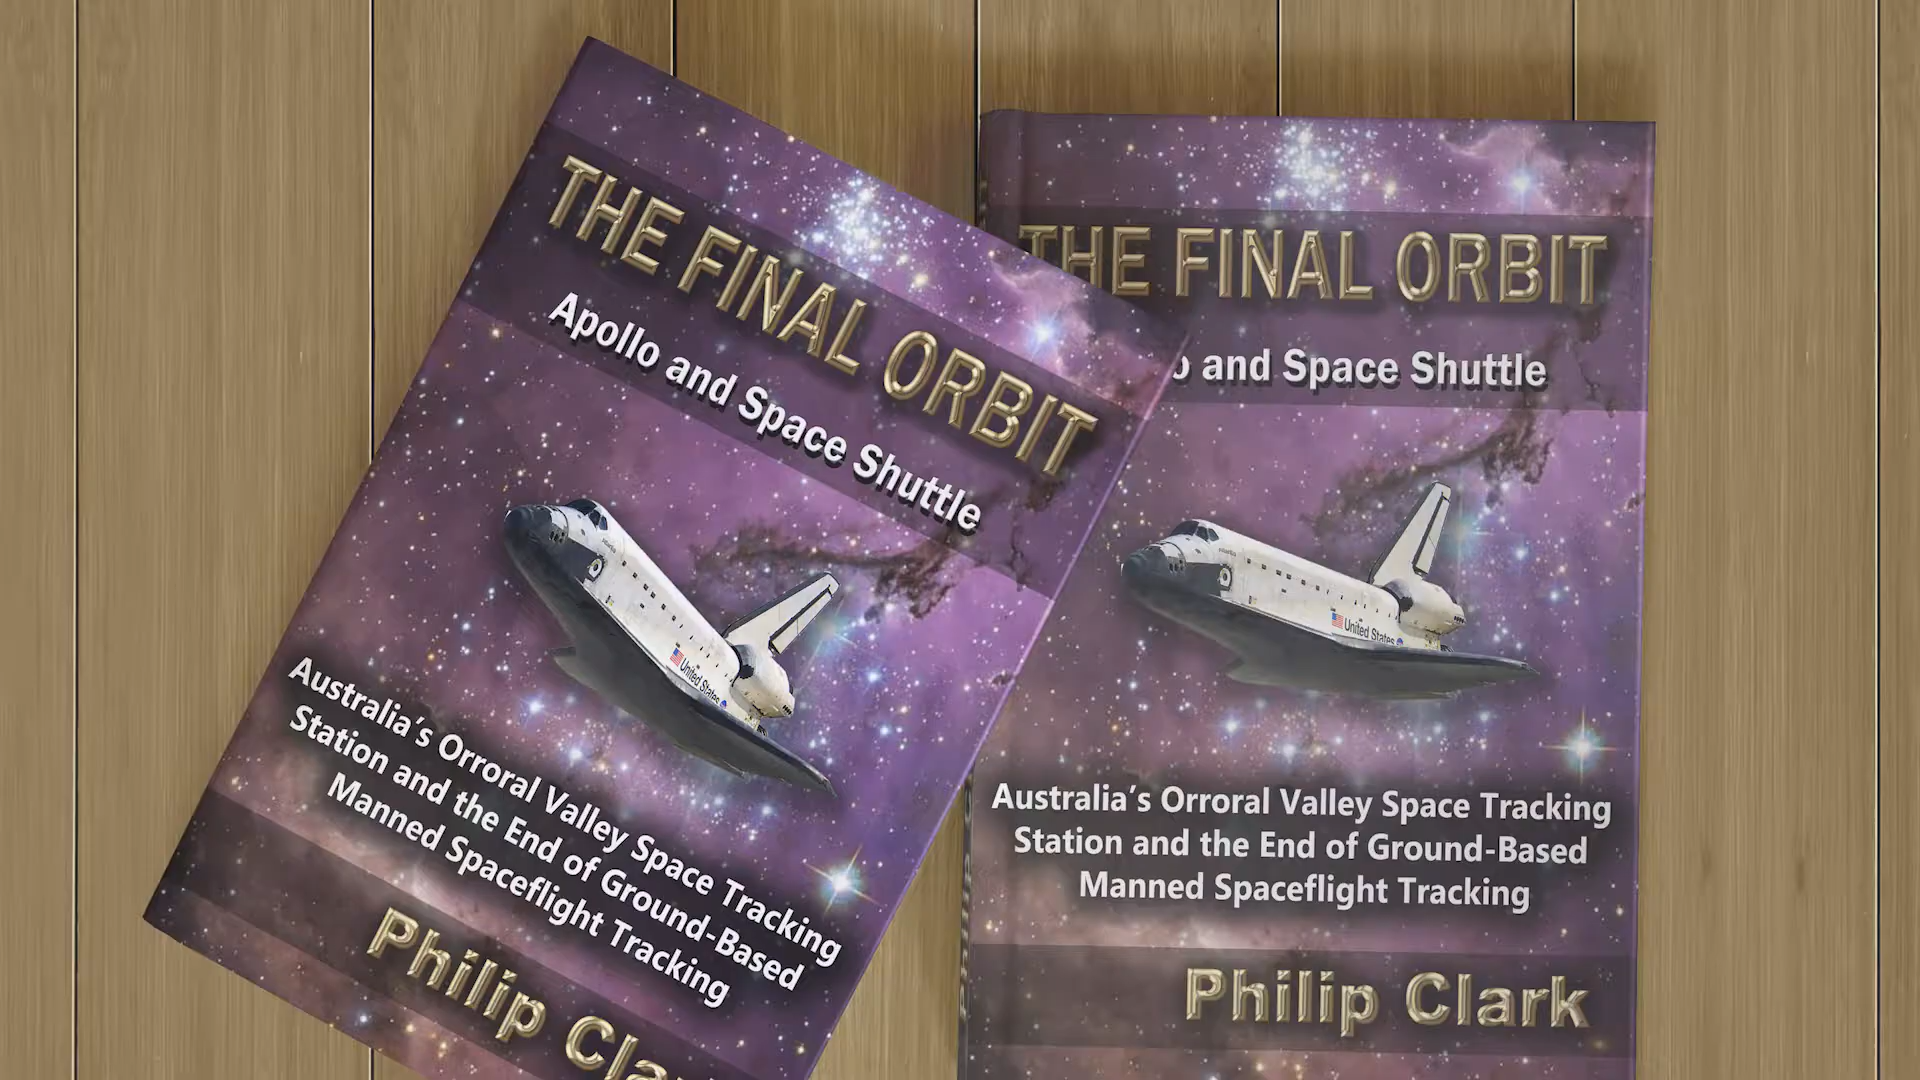 THE FINAL ORBIT
Apollo and Space Shuttle
United States
Australia's Orroral Valley Space Tracking
Station and the End of Ground-Based
Manned Spaceflight Tracking
Philip Cla
THE FINAL ORBIT
and Space Shuttle
United States
Australia's Orroral Valley Space Tracking
Station and the End of Ground-Based
Manned Spaceflight Tracking
Philip Clark